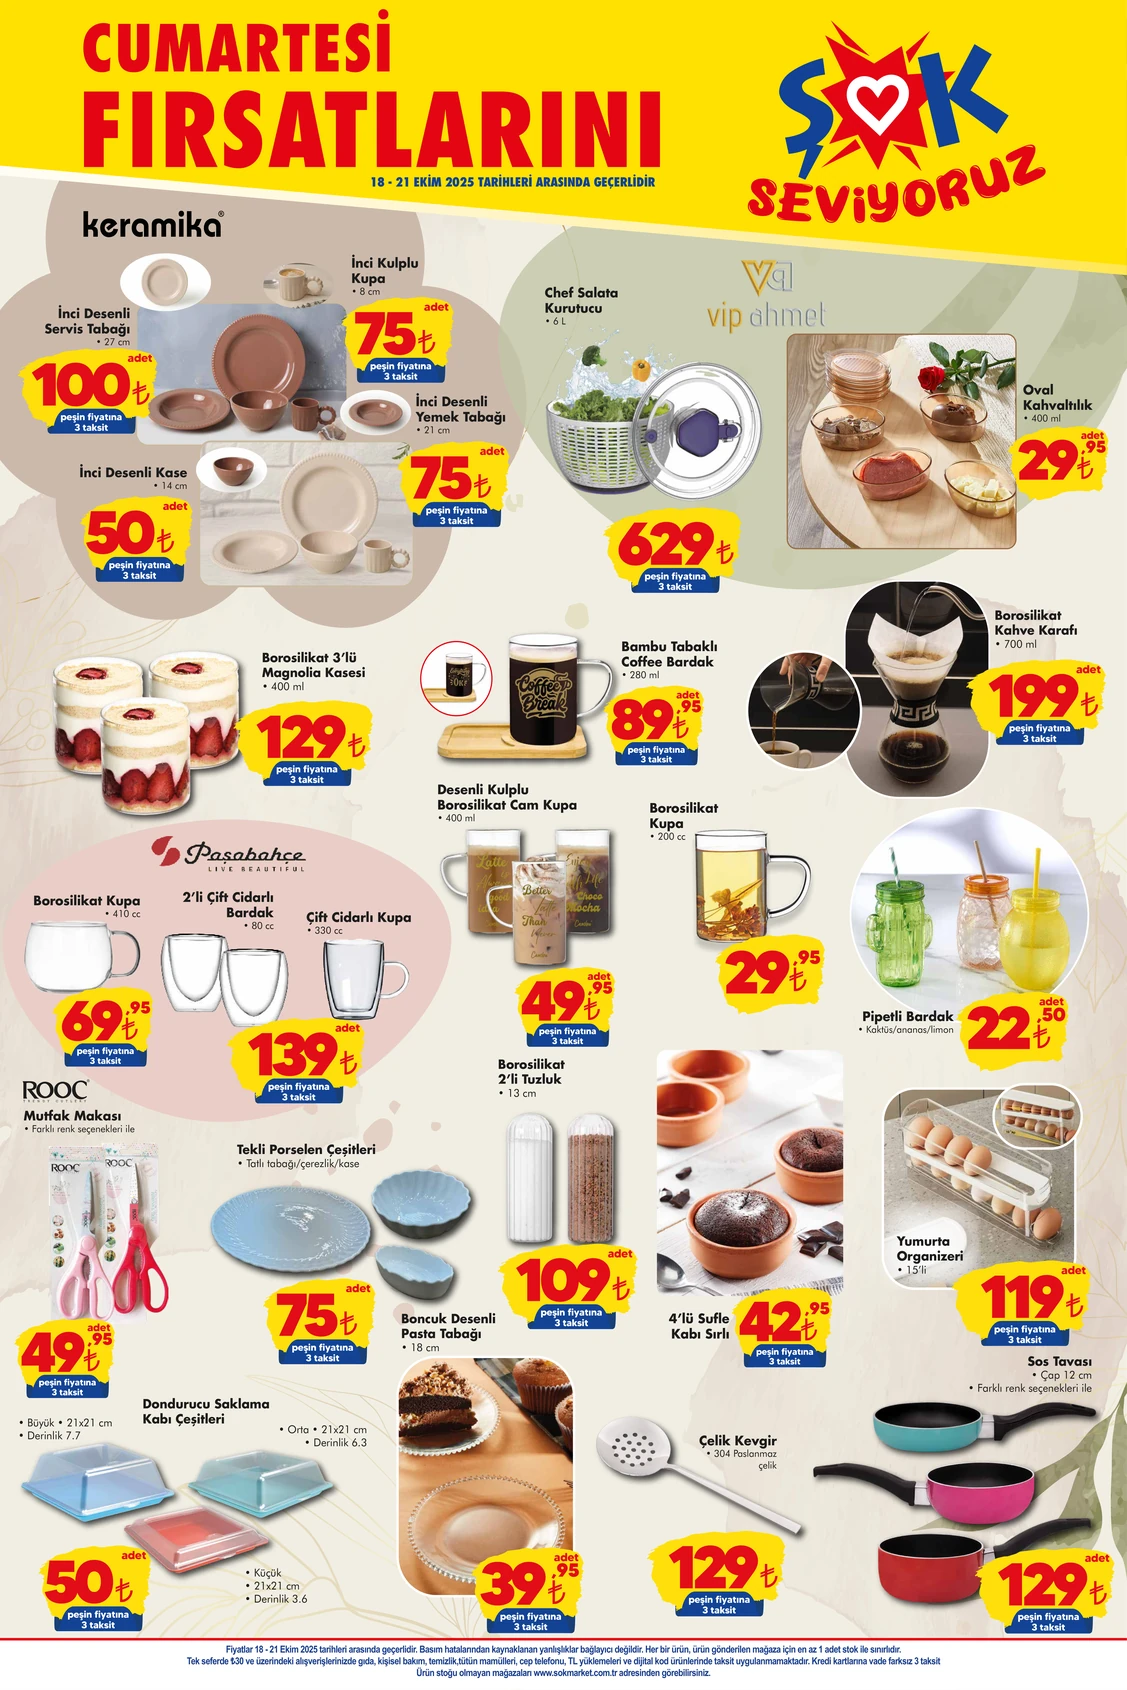 CUMARTESİ
FIRSATLARINI
18 - 21 EKİM 2025 TARİHLERİ ARASINDA GEÇERLİDİR
ŞOK
SEVİYORUZ
keramika®
İnci Kulplu
Kupa
• 8 cm
adet
75₺
peşin fiyatına
3 taksit
İnci Desenli
Servis Tabağı
• 27 cm
adet
100₺
peşin fiyatına
3 taksit
İnci Desenli
Yemek Tabağı
• 21 cm
adet
75₺
peşin fiyatına
3 taksit
İnci Desenli Kase
• 14 cm
adet
50₺
peşin fiyatına
3 taksit
Chef Salata
Kurutucu
• 6 L
629₺
peşin fiyatına
3 taksit
vip ahmet
Oval
Kahvaltılık
• 400 ml
adet
29,95₺
Borosilikat 3'lü
Magnolia Kasesi
• 400 ml
129₺
peşin fiyatına
3 taksit
Bambu Tabaklı
Coffee Bardak
• 280 ml
Coffee
Break
adet
89,95₺
peşin fiyatına
3 taksit
Borosilikat
Kahve Karafı
• 700 ml
adet
199₺
peşin fiyatına
3 taksit
Desenli Kulplu
Borosilikat Cam Kupa
• 400 ml
adet
49,95₺
peşin fiyatına
3 taksit
Borosilikat
Kupa
• 200 cc
29,95₺
Paşabahçe
LIVE BEAUTIFUL
Borosilikat Kupa
• 410 cc
69,95₺
peşin fiyatına
3 taksit
2'li Çift Cidarlı
Bardak
• 80 cc
Çift Cidarlı Kupa
• 330 cc
adet
139₺
peşin fiyatına
3 taksit
Pipetli Bardak
• Kaktüs/ananas/limon
adet
22,50₺
ROOC
Mutfak Makası
• Farklı renk seçenekleri ile
ROOC
ROOC
adet
49,95₺
peşin fiyatına
3 taksit
Tekli Porselen Çeşitleri
• Tatlı tabağı/çerezlik/kase
adet
75₺
peşin fiyatına
3 taksit
Borosilikat
2'li Tuzluk
• 13 cm
adet
109₺
peşin fiyatına
3 taksit
4'lü Sufle
Kabı Sırlı
42,95₺
peşin fiyatına
3 taksit
Yumurta
Organizeri
• 15'li
adet
119₺
peşin fiyatına
3 taksit
Dondurucu Saklama
Kabı Çeşitleri
• Büyük • 21x21 cm
• Derinlik 7.7
• Orta • 21x21 cm
• Derinlik 6.3
• Küçük
• 21x21 cm
• Derinlik 3.6
adet
50₺
peşin fiyatına
3 taksit
Boncuk Desenli
Pasta Tabağı
• 18 cm
adet
39,95₺
peşin fiyatına
3 taksit
Çelik Kevgir
• 304 Paslanmaz
çelik
129₺
peşin fiyatına
3 taksit
Sos Tavası
• Çap 12 cm
• Farklı renk seçenekleri ile
adet
129₺
peşin fiyatına
3 taksit
Fiyatlar 18 - 21 Ekim 2025 tarihleri arasında geçerlidir. Basım hatalarından kaynaklanan yanlışlıklar bağlayıcı değildir. Her bir ürün, ürün gönderilen mağaza için en az 1 adet stok ile sınırlıdır.
Tek seferde ₺30 ve üzerindeki alışverişlerinizde gıda, kişisel bakım, temizlik,tütün mamülleri, cep telefonu, TL yüklemeleri ve dijital kod ürünlerinde taksit uygulanmamaktadır. Kredi kartlarına vade farksız 3 taksit
Ürün stoğu olmayan mağazaları www.sokmarket.com.tr adresinden görebilirsiniz.